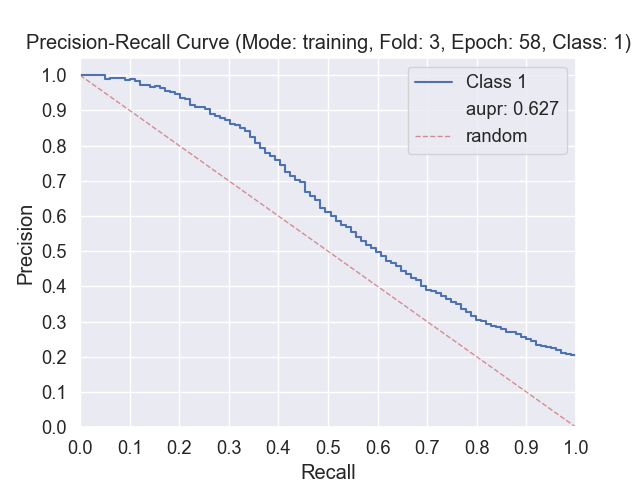 Precision-Recall Curve (Mode: training, Fold: 3, Epoch: 58, Class: 1)
1.0
0.9
0.8
0.7
0.6
0.5
0.4
0.3
0.2
0.1
0.0
Precision
Class 1
aupr: 0.627
random
0.0 0.1 0.2 0.3 0.4 0.5 0.6 0.7 0.8 0.9 1.0
Recall